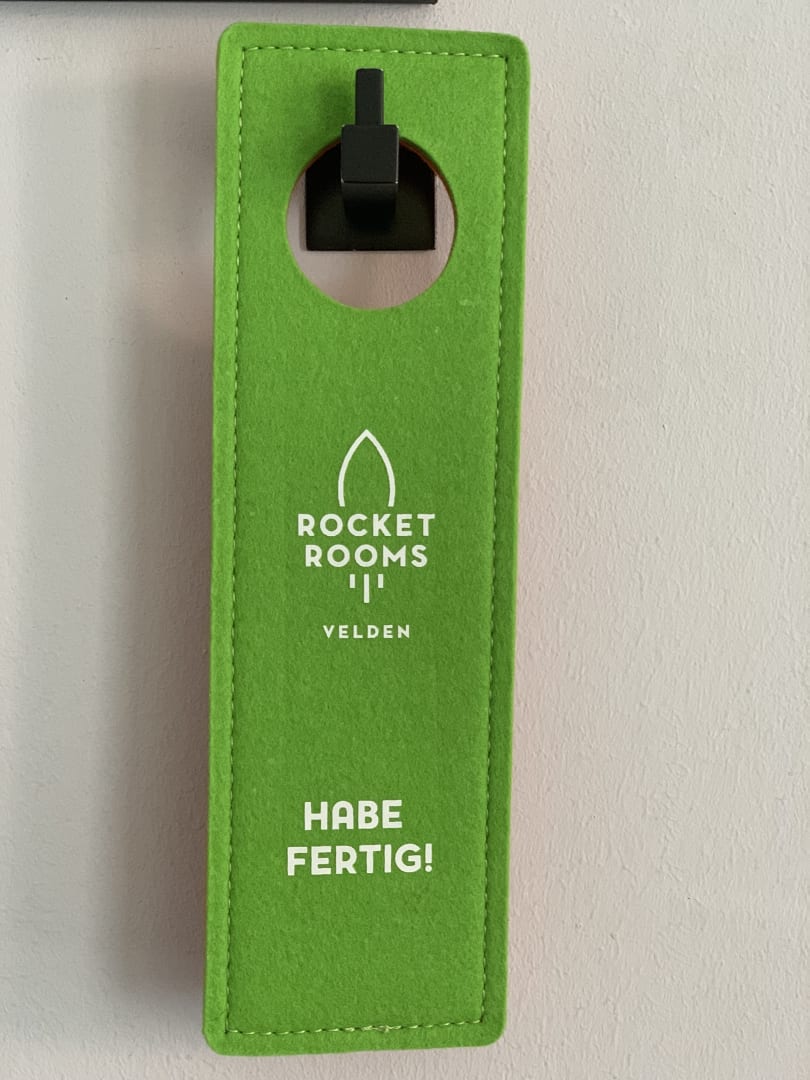 ROCKET
ROOMS
VELDEN
HABE
FERTIG!